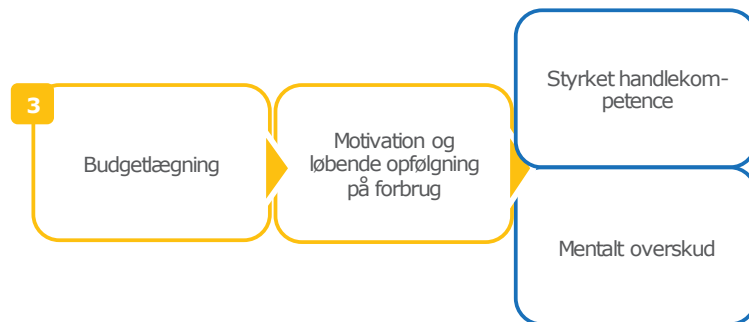 3
Budgetlægning
Motivation og
løbende opfølgning
på forbrug
Styrket handlekom-
petence
Mentalt overskud